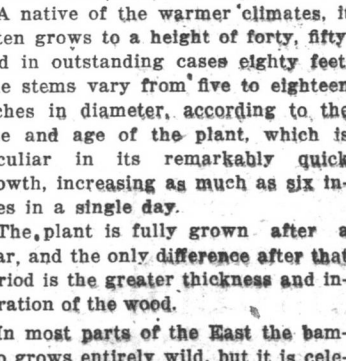 A native of the warmer climates, it
ten grows to a height of forty, fifty
d in outstanding cases eighty feet
e stems vary from five to eighteen
ches in diameter, according to the
e and age of the plant, which is
culiar in its remarkably quick
owth, increasing as much as six in-
es in a single day.
The plant is fully grown after a
ar, and the only difference after that
riod is the greater thickness and in-
ration of the wood.
In most parts of the East the bam-
o grows entirely wild, but it is cele-